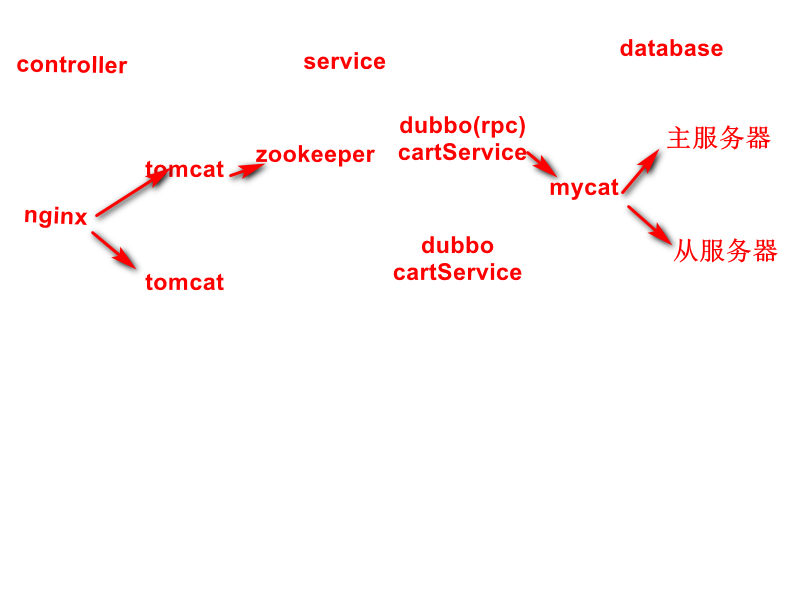 controller
service
database
dubbo(rpc)
cartService
主服务器
tomcat
zookeeper
mycat
nginx
dubbo
cartService
从服务器
tomcat